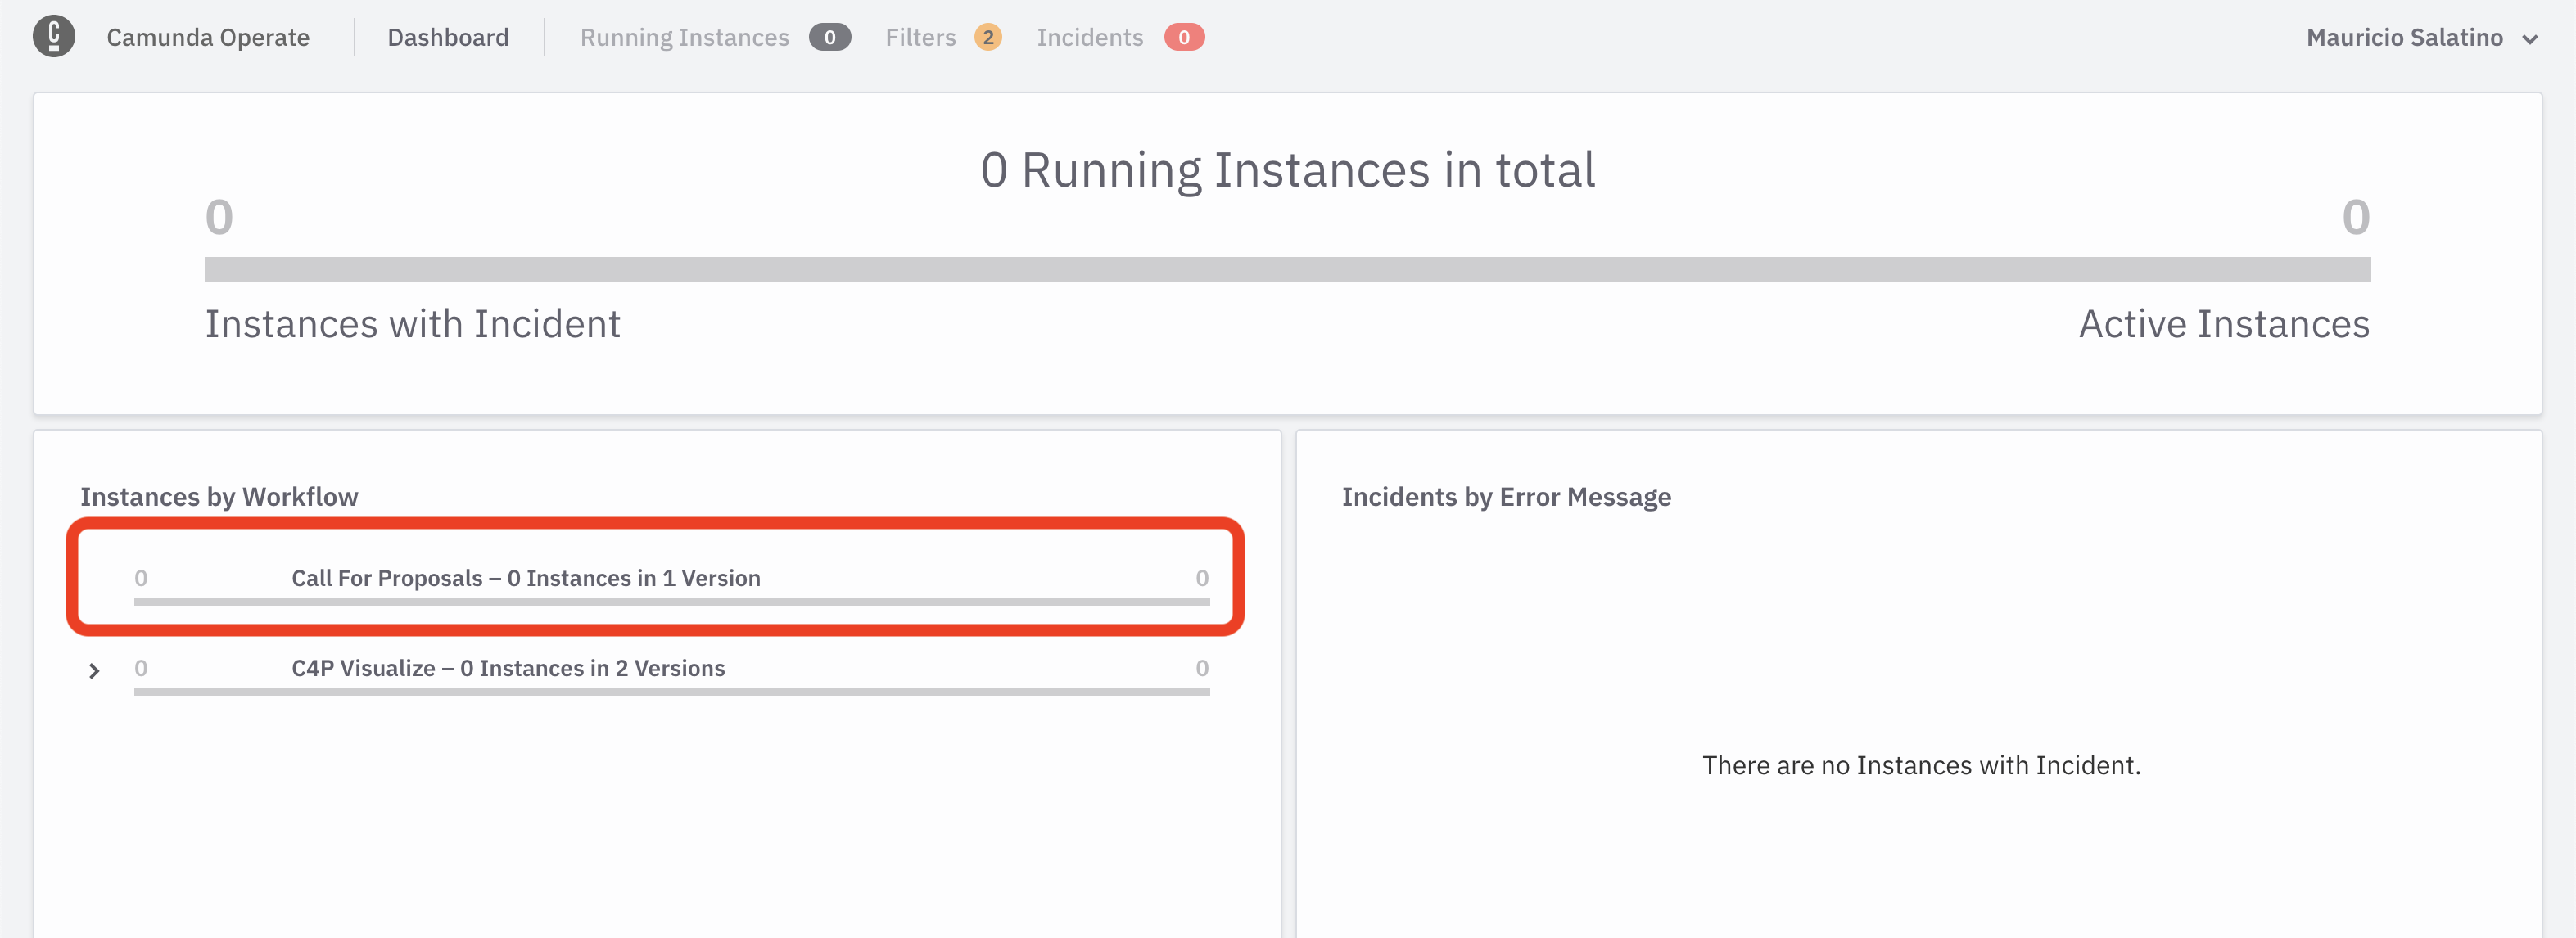 Camunda Operate Dashboard Running Instances 0 Filters 2 Incidents 0 Mauricio Salatino
0 Running Instances in total
0 0
Instances with Incident Active Instances
Instances by Workflow
0 Call For Proposals – 0 Instances in 1 Version 0
0 C4P Visualize – 0 Instances in 2 Versions 0
Incidents by Error Message
There are no Instances with Incident.